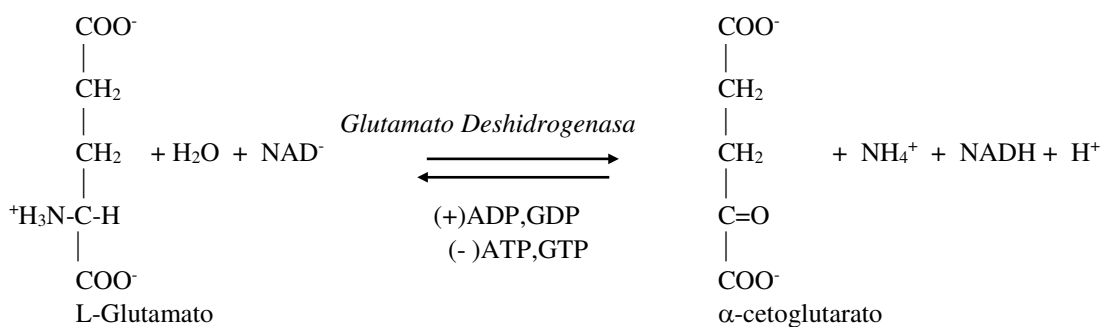 COO⁻ COO⁻
| |
CH₂ CH₂
| Glutamato Deshidrogenasa |
CH₂ + H₂O + NAD⁻ CH₂ + NH₄⁺ + NADH + H⁺
| |
⁺H₃N-C-H (+)ADP,GDP C=O
| (- )ATP,GTP |
COO⁻ COO⁻
L-Glutamato α-cetoglutarato